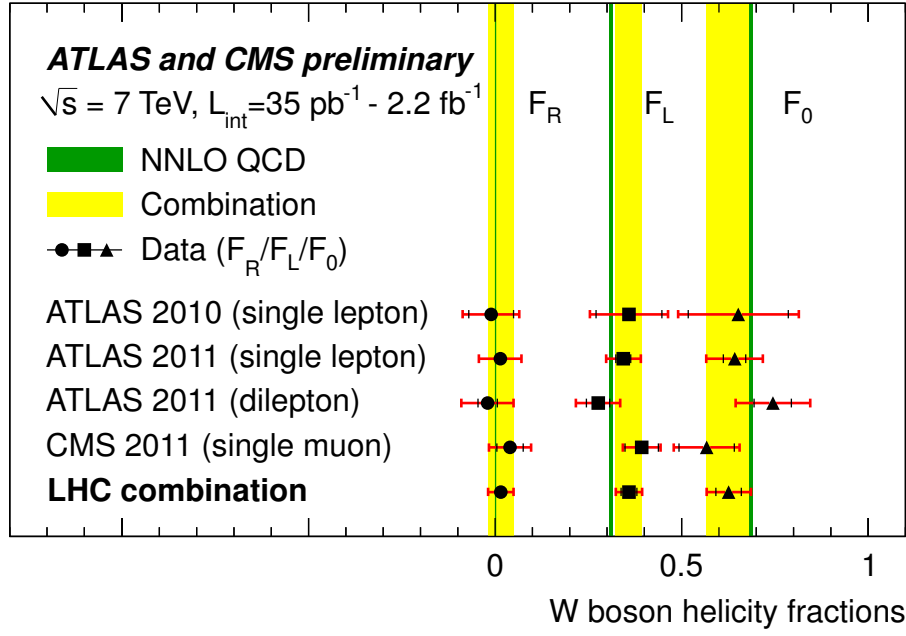 ATLAS and CMS preliminary
√s = 7 TeV, L_int=35 pb⁻¹ - 2.2 fb⁻¹
F_R F_L F_0
NNLO QCD
Combination
Data (F_R/F_L/F_0)
ATLAS 2010 (single lepton)
ATLAS 2011 (single lepton)
ATLAS 2011 (dilepton)
CMS 2011 (single muon)
LHC combination
0 0.5 1
W boson helicity fractions